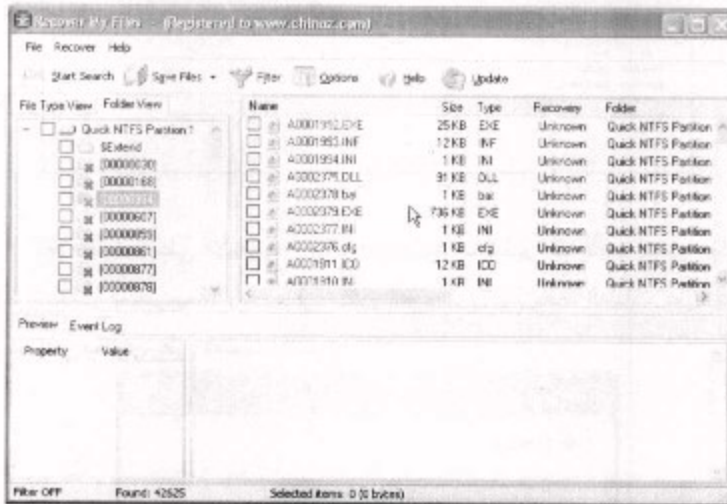 Recover My Files - (Registered to www.chinaz.com)
File Recover Help
Start Search Save Files Filter Options Help Update
File Type View Folder View
Quick NTFS Partition 1
$Extend
[00000030]
[00000168]
[00000607]
[00000861]
[00000877]
[00000878]
Name Size Type Recovery Folder
25 KB EXE Unknown Quick NTFS Partition
A0001993.INF 12 KB INF Unknown Quick NTFS Partition
A0001994.INI 1 KB INI Unknown Quick NTFS Partition
A0002375.DLL 31 KB DLL Unknown Quick NTFS Partition
A0002378.bat 1 KB bat Unknown Quick NTFS Partition
A0002379.EXE 736 KB EXE Unknown Quick NTFS Partition
A0002377.INI 1 KB INI Unknown Quick NTFS Partition
A0002376.cfg 1 KB cfg Unknown Quick NTFS Partition
A0001911.ICO 12 KB ICO Unknown Quick NTFS Partition
A0001910.INI 1 KB INI Unknown Quick NTFS Partition
Preview Event Log
Property Value
Filter OFF Found: 42625 Selected items: 0 (0 bytes)